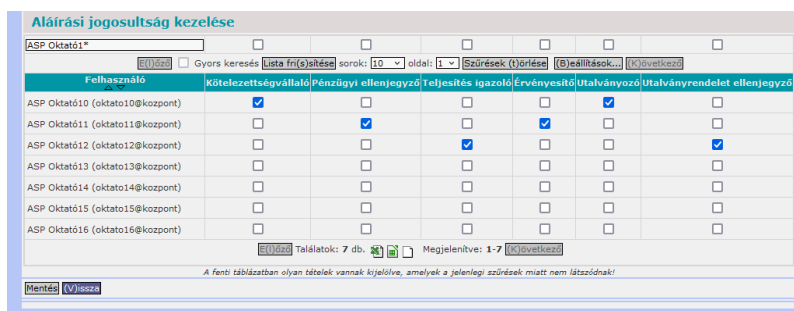 Aláírási jogosultság kezelése
ASP Oktató1*
E(l)őző Gyors keresés Lista fri(s)sítése sorok: 10 oldal: 1 Szűrések (t)örlése (B)eállítások... (K)övetkező
Felhasználó Kötelezettségvállaló Pénzügyi ellenjegyző Teljesítés igazoló Érvényesítő Utalványozó Utalványrendelet ellenjegyző
ASP Oktató10 (oktato10@kozpont)
ASP Oktató11 (oktato11@kozpont)
ASP Oktató12 (oktato12@kozpont)
ASP Oktató13 (oktato13@kozpont)
ASP Oktató14 (oktato14@kozpont)
ASP Oktató15 (oktato15@kozpont)
ASP Oktató16 (oktato16@kozpont)
E(l)őző Találatok: 7 db. Megjelenítve: 1-7 (K)övetkező
A fenti táblázatban olyan tételek vannak kijelölve, amelyek a jelenlegi szűrések miatt nem látszódnak!
Mentés (V)issza